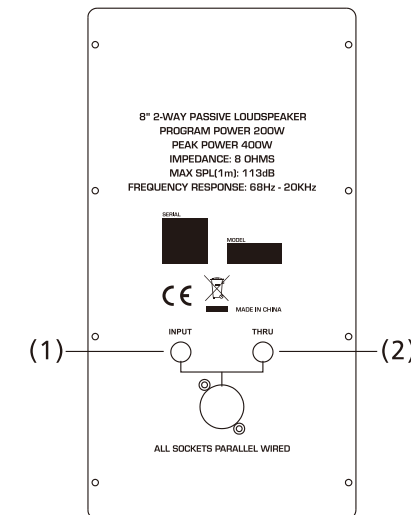 8" 2-WAY PASSIVE LOUDSPEAKER
PROGRAM POWER 200W
PEAK POWER 400W
IMPEDANCE: 8 OHMS
MAX SPL(1m): 113dB
FREQUENCY RESPONSE: 68Hz - 20KHz
SERIAL
MODEL
CE
MADE IN CHINA
INPUT THRU
(1) (2)
ALL SOCKETS PARALLEL WIRED